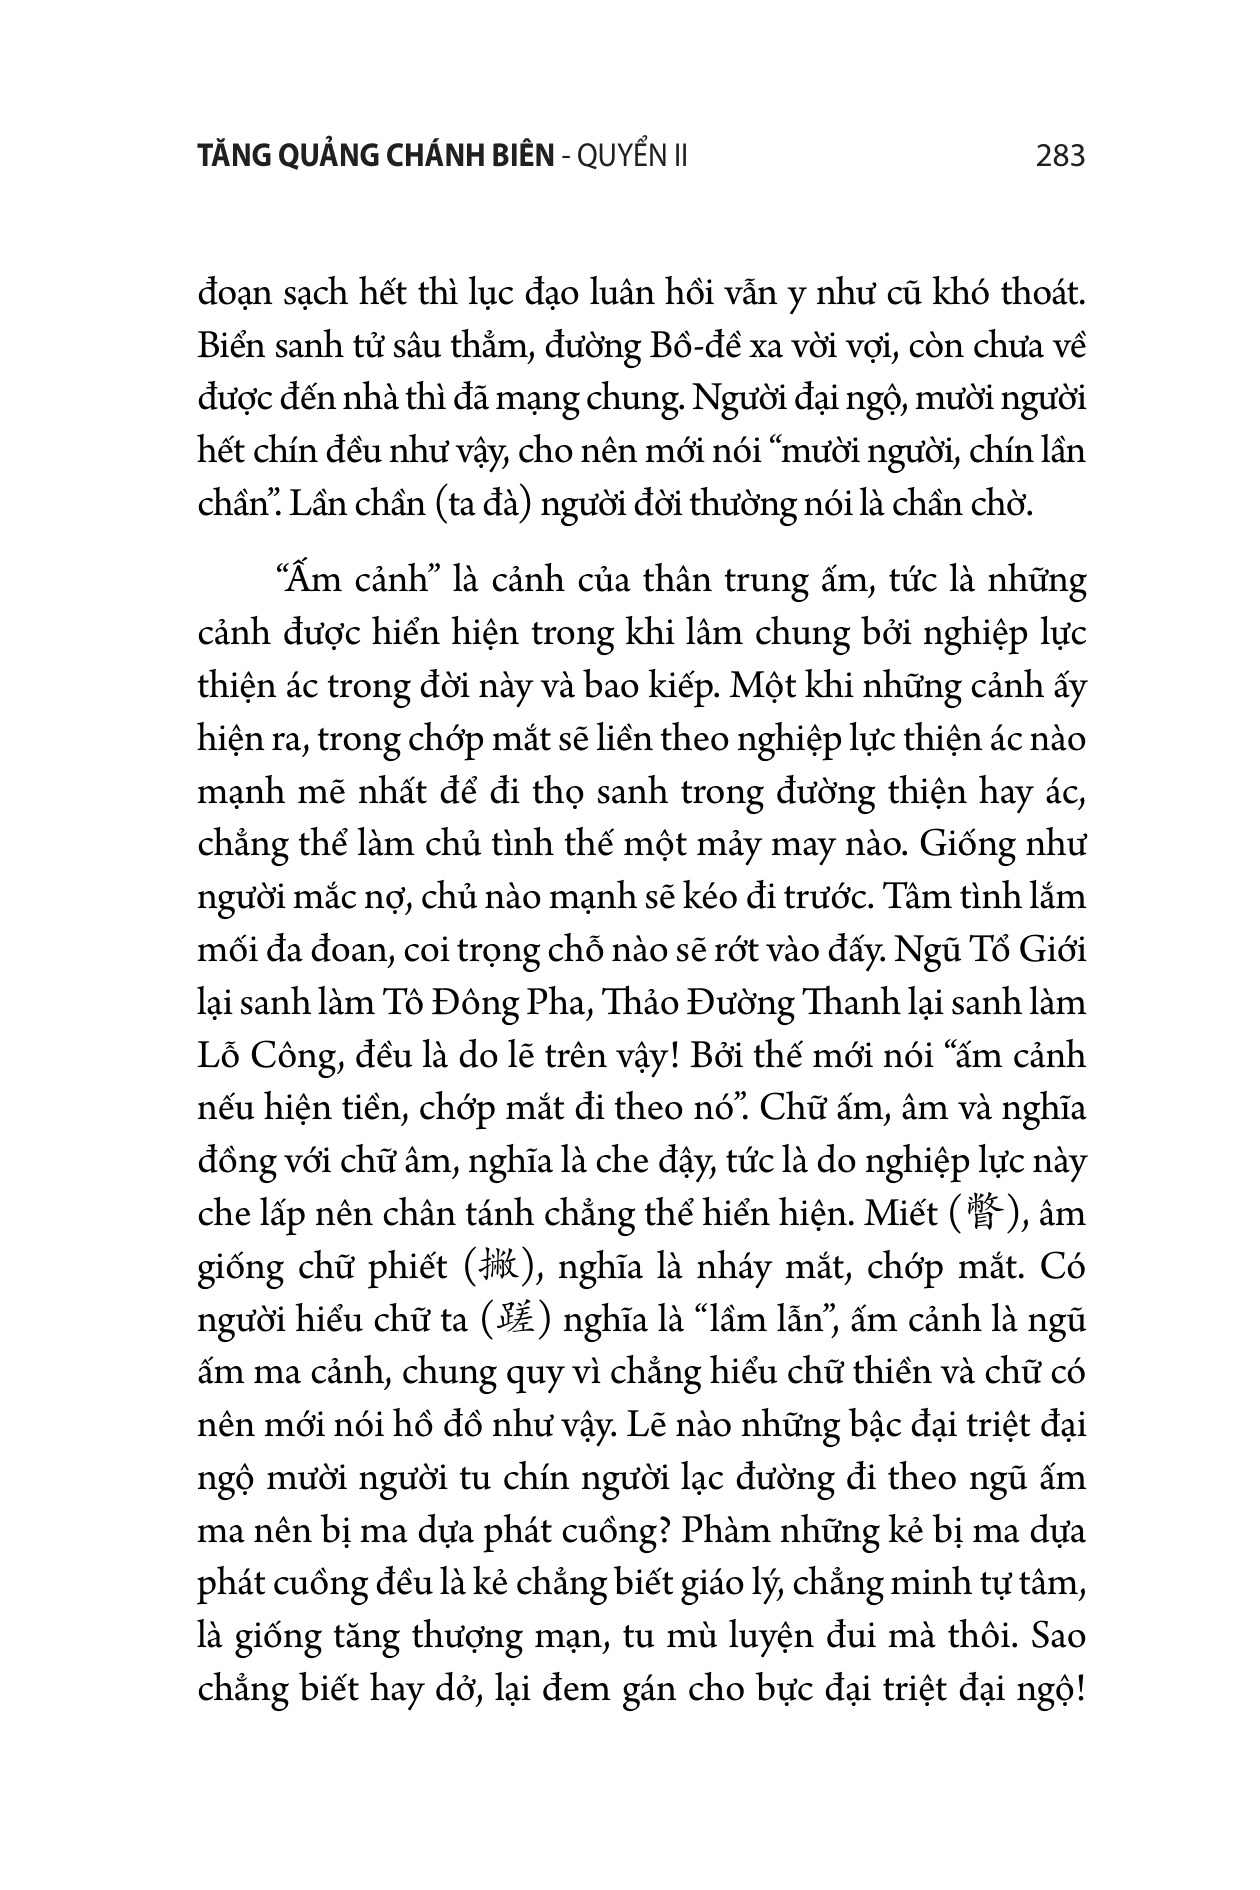 TĂNG QUẢNG CHÁNH BIÊN - QUYỂN II 283
đoạn sạch hết thì lục đạo luân hồi vẫn y như cũ khó thoát.
Biển sanh tử sâu thẳm, đường Bồ-đề xa vời vợi, còn chưa về
được đến nhà thì đã mạng chung. Người đại ngộ, mười người
hết chín đều như vậy, cho nên mới nói “mười người, chín lần
chần”. Lần chần (ta đà) người đời thường nói là chần chờ.
“Ấm cảnh” là cảnh của thân trung ấm, tức là những
cảnh được hiển hiện trong khi lâm chung bởi nghiệp lực
thiện ác trong đời này và bao kiếp. Một khi những cảnh ấy
hiện ra, trong chớp mắt sẽ liền theo nghiệp lực thiện ác nào
mạnh mẽ nhất để đi thọ sanh trong đường thiện hay ác,
chẳng thể làm chủ tình thế một mảy may nào. Giống như
người mắc nợ, chủ nào mạnh sẽ kéo đi trước. Tâm tình lắm
mối đa đoan, coi trọng chỗ nào sẽ rớt vào đấy. Ngũ Tổ Giới
lại sanh làm Tô Đông Pha, Thảo Đường Thanh lại sanh làm
Lỗ Công, đều là do lẽ trên vậy! Bởi thế mới nói “ấm cảnh
nếu hiện tiền, chớp mắt đi theo nó”. Chữ ấm, âm và nghĩa
đồng với chữ âm, nghĩa là che đậy, tức là do nghiệp lực này
che lấp nên chân tánh chẳng thể hiển hiện. Miết (瞥), âm
giống chữ phiết (撇), nghĩa là nháy mắt, chớp mắt. Có
người hiểu chữ ta (蹉) nghĩa là “lầm lẫn”, ấm cảnh là ngũ
ấm ma cảnh, chung quy vì chẳng hiểu chữ thiền và chữ có
nên mới nói hồ đồ như vậy. Lẽ nào những bậc đại triệt đại
ngộ mười người tu chín người lạc đường đi theo ngũ ấm
ma nên bị ma dựa phát cuồng? Phàm những kẻ bị ma dựa
phát cuồng đều là kẻ chẳng biết giáo lý, chẳng minh tự tâm,
là giống tăng thượng mạn, tu mù luyện đui mà thôi. Sao
chẳng biết hay dở, lại đem gán cho bực đại triệt đại ngộ!